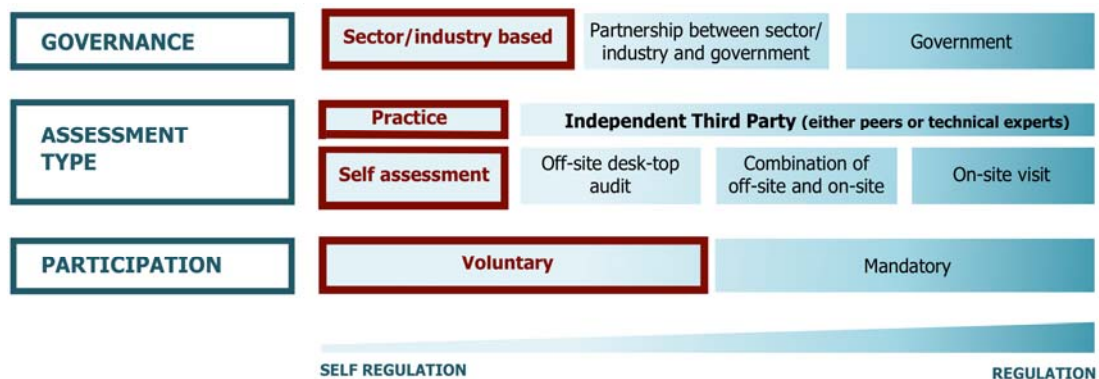 GOVERNANCE
Sector/industry based
Partnership between sector/
industry and government
Government
ASSESSMENT
TYPE
Practice
Independent Third Party (either peers or technical experts)
Self assessment
Off-site desk-top
audit
Combination of
off-site and on-site
On-site visit
PARTICIPATION
Voluntary
Mandatory
SELF REGULATION
REGULATION